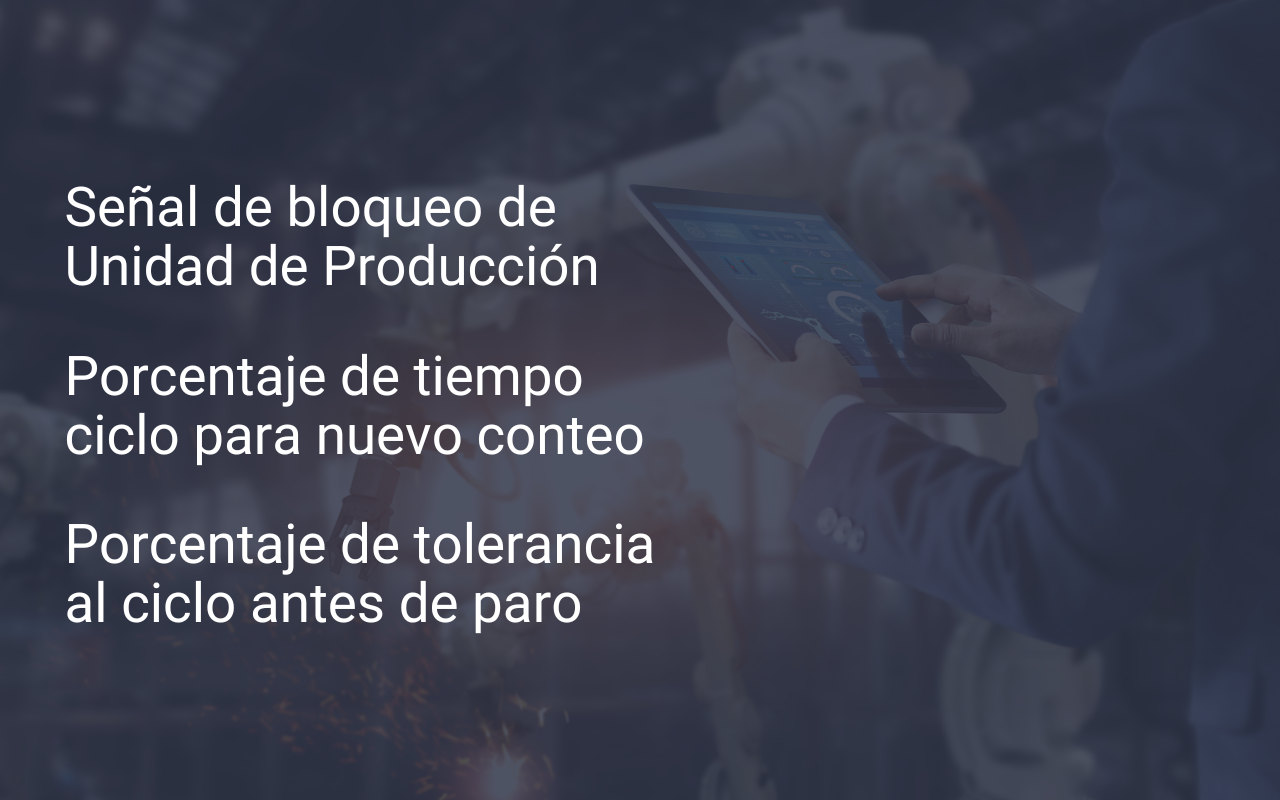 Señal de bloqueo de
Unidad de Producción
Porcentaje de tiempo
ciclo para nuevo conteo
Porcentaje de tolerancia
al ciclo antes de paro